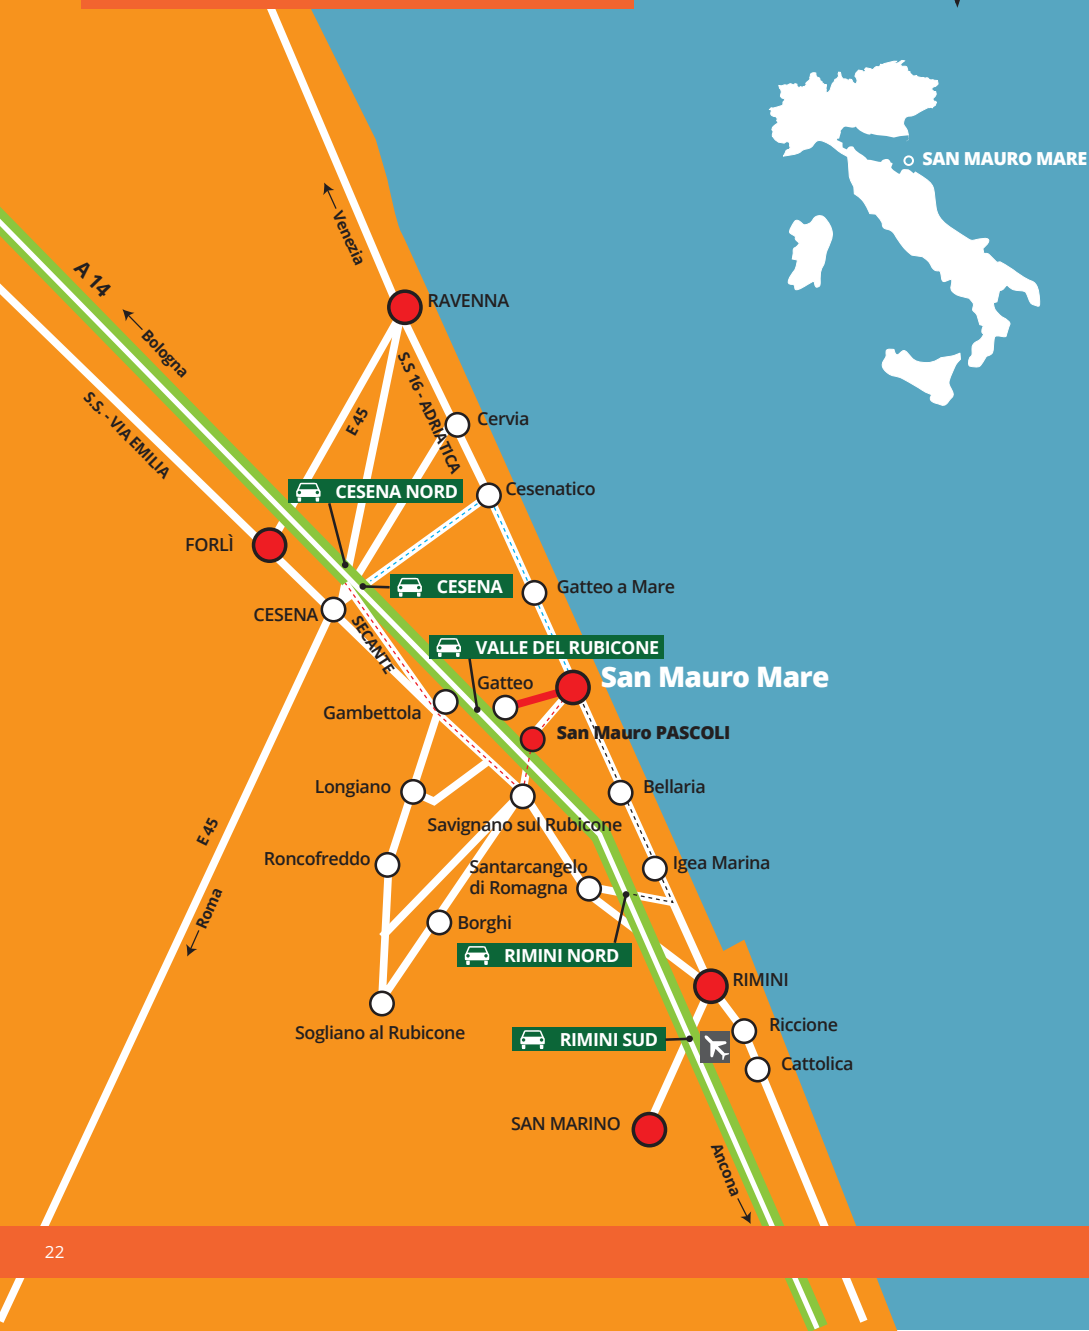 SAN MAURO MARE
Venezia
A 14
Bologna
RAVENNA
S.S. - VIA EMILIA
E 45
S.S 16 - ADRIATICA
Cervia
CESENA NORD
Cesenatico
FORLÌ
CESENA
Gatteo a Mare
CESENA
SECANTE
VALLE DEL RUBICONE
San Mauro Mare
Gatteo
Gambettola
San Mauro PASCOLI
Longiano
Bellaria
Savignano sul Rubicone
E 45
Roncofreddo
Santarcangelo
di Romagna
Igea Marina
Roma
Borghi
RIMINI NORD
RIMINI
Sogliano al Rubicone
Riccione
RIMINI SUD
Cattolica
SAN MARINO
Ancona
22